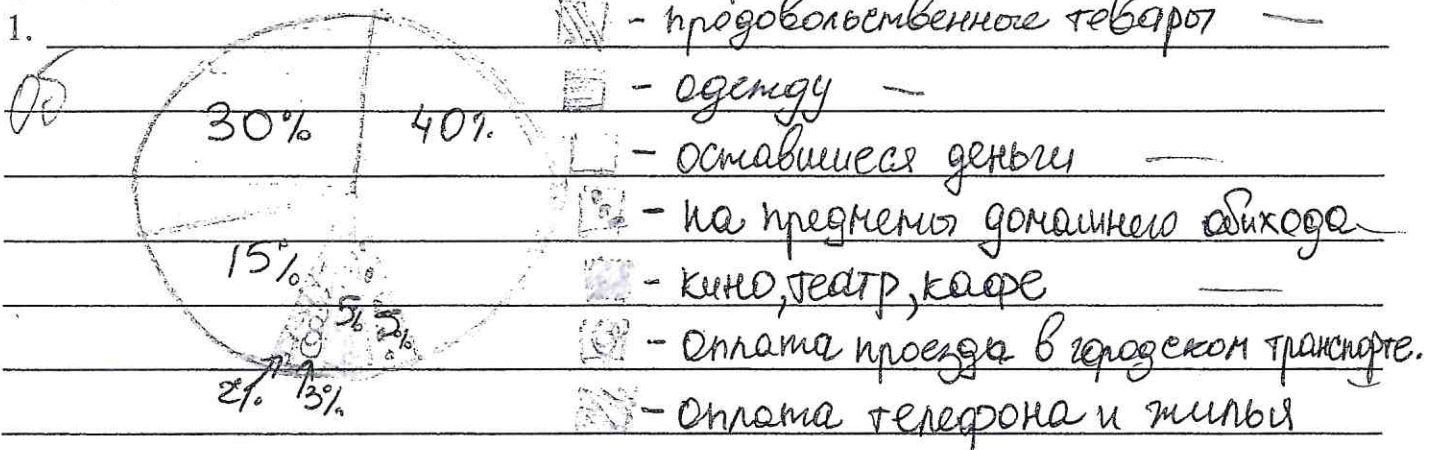 1.
- продовольственные товары —
- одежду —
- оставшиеся деньги —
- на предметы домашнего обихода —
- кино, театр, кафе —
- оплата проезда в городском транспорте.
- оплата телефона и жилья
30% 40%
15%
5% 5%
2% 3%